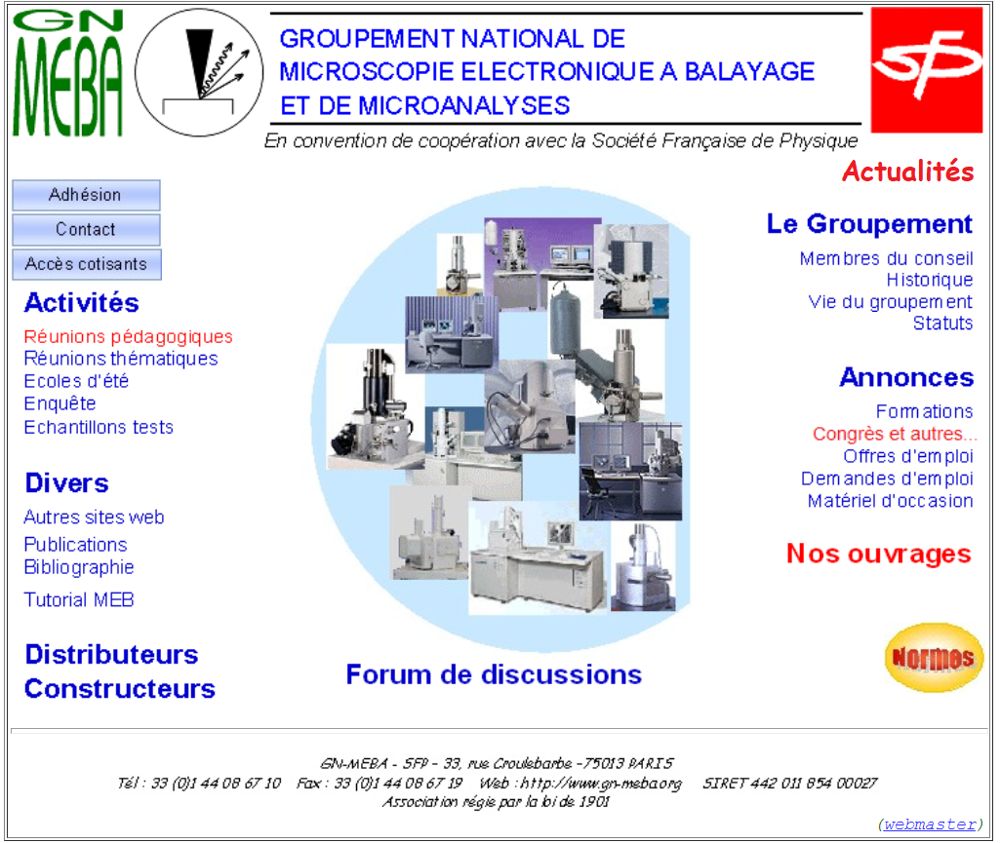 GN
MEBA
GROUPEMENT NATIONAL DE
MICROSCOPIE ELECTRONIQUE A BALAYAGE
ET DE MICROANALYSES
sfp
En convention de coopération avec la Société Française de Physique
Actualités
Adhésion
Contact
Accès cotisants
Activités
Réunions pédagogiques
Réunions thématiques
Ecoles d'été
Enquête
Echantillons tests
Divers
Autres sites web
Publications
Bibliographie
Tutorial MEB
Distributeurs
Constructeurs
Forum de discussions
Le Groupement
Membres du conseil
Historique
Vie du groupement
Statuts
Annonces
Formations
Congrès et autres...
Offres d'emploi
Demandes d'emploi
Matériel d'occasion
Nos ouvrages
Normes
GN-MEBA - SFP - 33, rue Croulebarbe -75013 PARIS
Tél : 33 (0)1 44 08 67 10 Fax : 33 (0)1 44 08 67 19 Web : http://www.gn-meba.org SIRET 442 011 854 00027
Association régie par la loi de 1901
(webmaster)